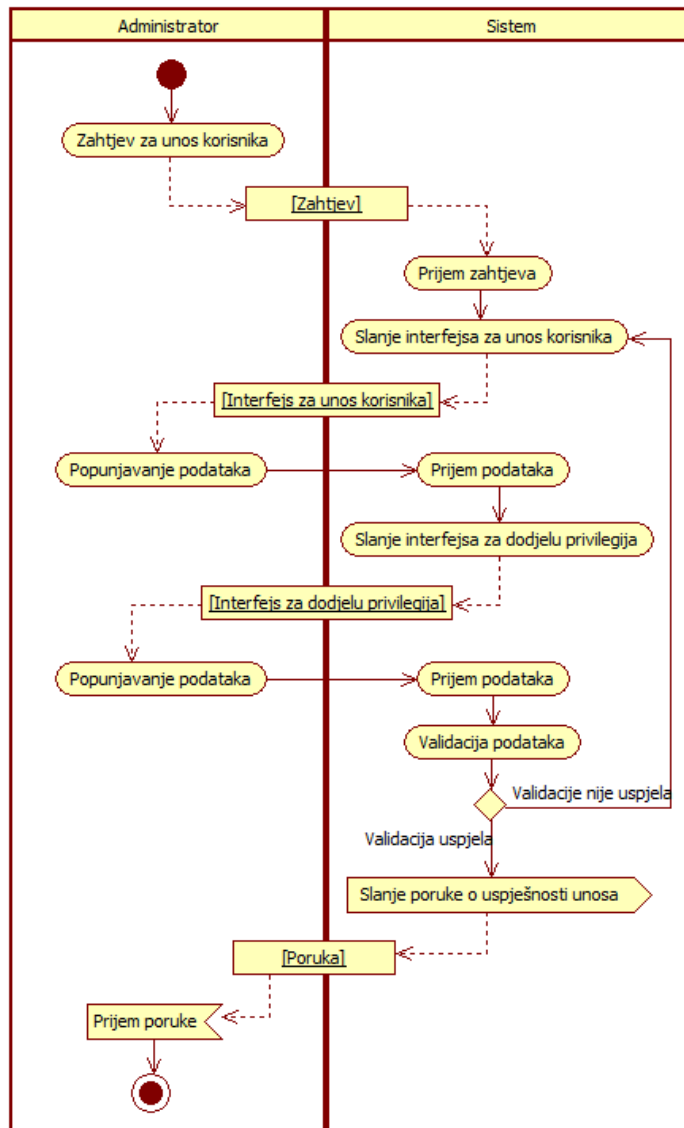 Administrator
Sistem
Zahtjev za unos korisnika
[Zahtjev]
Prijem zahtjeva
Slanje interfejsa za unos korisnika
[Interfejs za unos korisnika]
Popunjavanje podataka
Prijem podataka
Slanje interfejsa za dodjelu privilegija
[Interfejs za dodjelu privilegija]
Popunjavanje podataka
Prijem podataka
Validacija podataka
Validacije nije uspjela
Validacija uspjela
Slanje poruke o uspješnosti unosa
[Poruka]
Prijem poruke